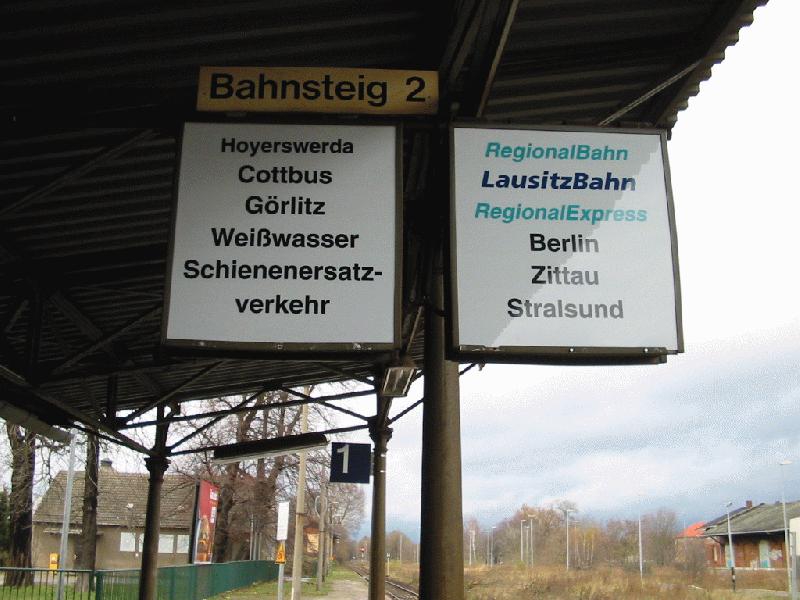 Bahnsteig 2
Hoyerswerda
Cottbus
Görlitz
Weißwasser
Schienenersatz-
verkehr
RegionalBahn
LausitzBahn
RegionalExpress
Berlin
Zittau
Stralsund
1